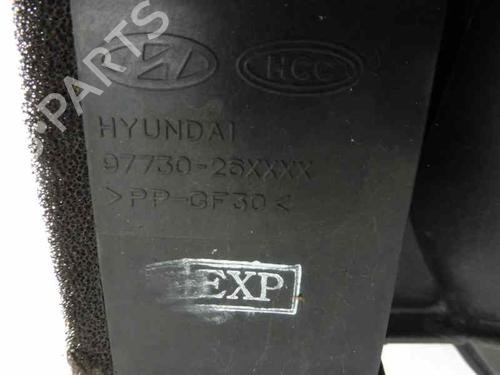 HCC
HYUNDAI
97730-26XXXX
>PP-GF30<
EXP
PARTS